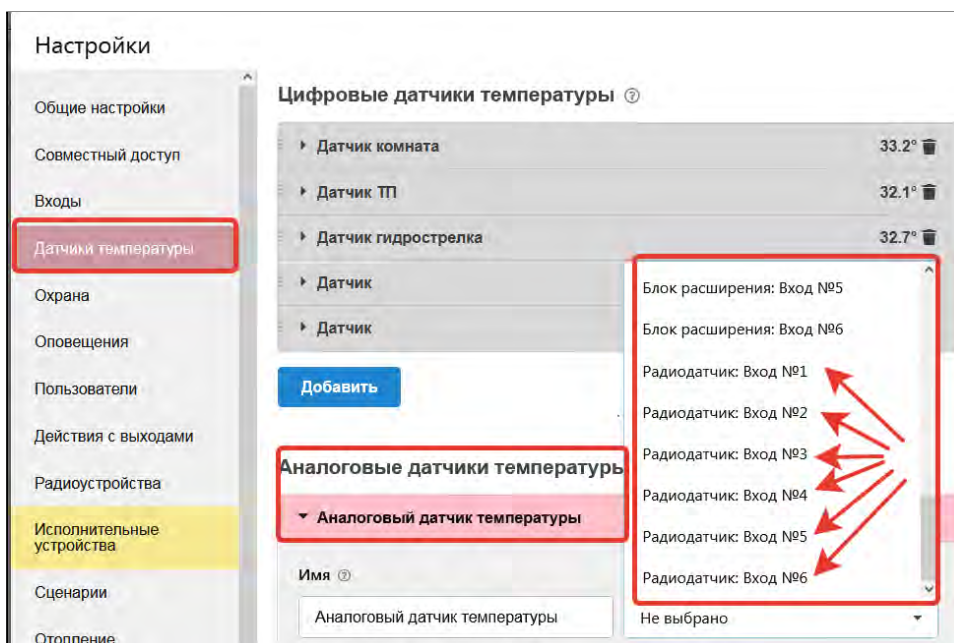 Настройки
Общие настройки
Совместный доступ
Входы
Датчики температуры
Охрана
Оповещения
Пользователи
Действия с выходами
Радиоустройства
Исполнительные
устройства
Сценарии
Отопление
Цифровые датчики температуры
Датчик комната 33.2°
Датчик ТП 32.1°
Датчик гидрострелка 32.7°
Датчик
Датчик
Добавить
Аналоговые датчики температуры
Аналоговый датчик температуры
Имя
Аналоговый датчик температуры
Блок расширения: Вход №5
Блок расширения: Вход №6
Радиодатчик: Вход №1
Радиодатчик: Вход №2
Радиодатчик: Вход №3
Радиодатчик: Вход №4
Радиодатчик: Вход №5
Радиодатчик: Вход №6
Не выбрано